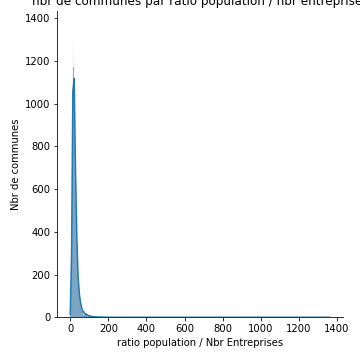 nbr de communes par ratio population / nbr entreprise
1400
1200
1000
800
600
400
200
0
Nbr de communes
0 200 400 600 800 1000 1200 1400
ratio population / Nbr Entreprises